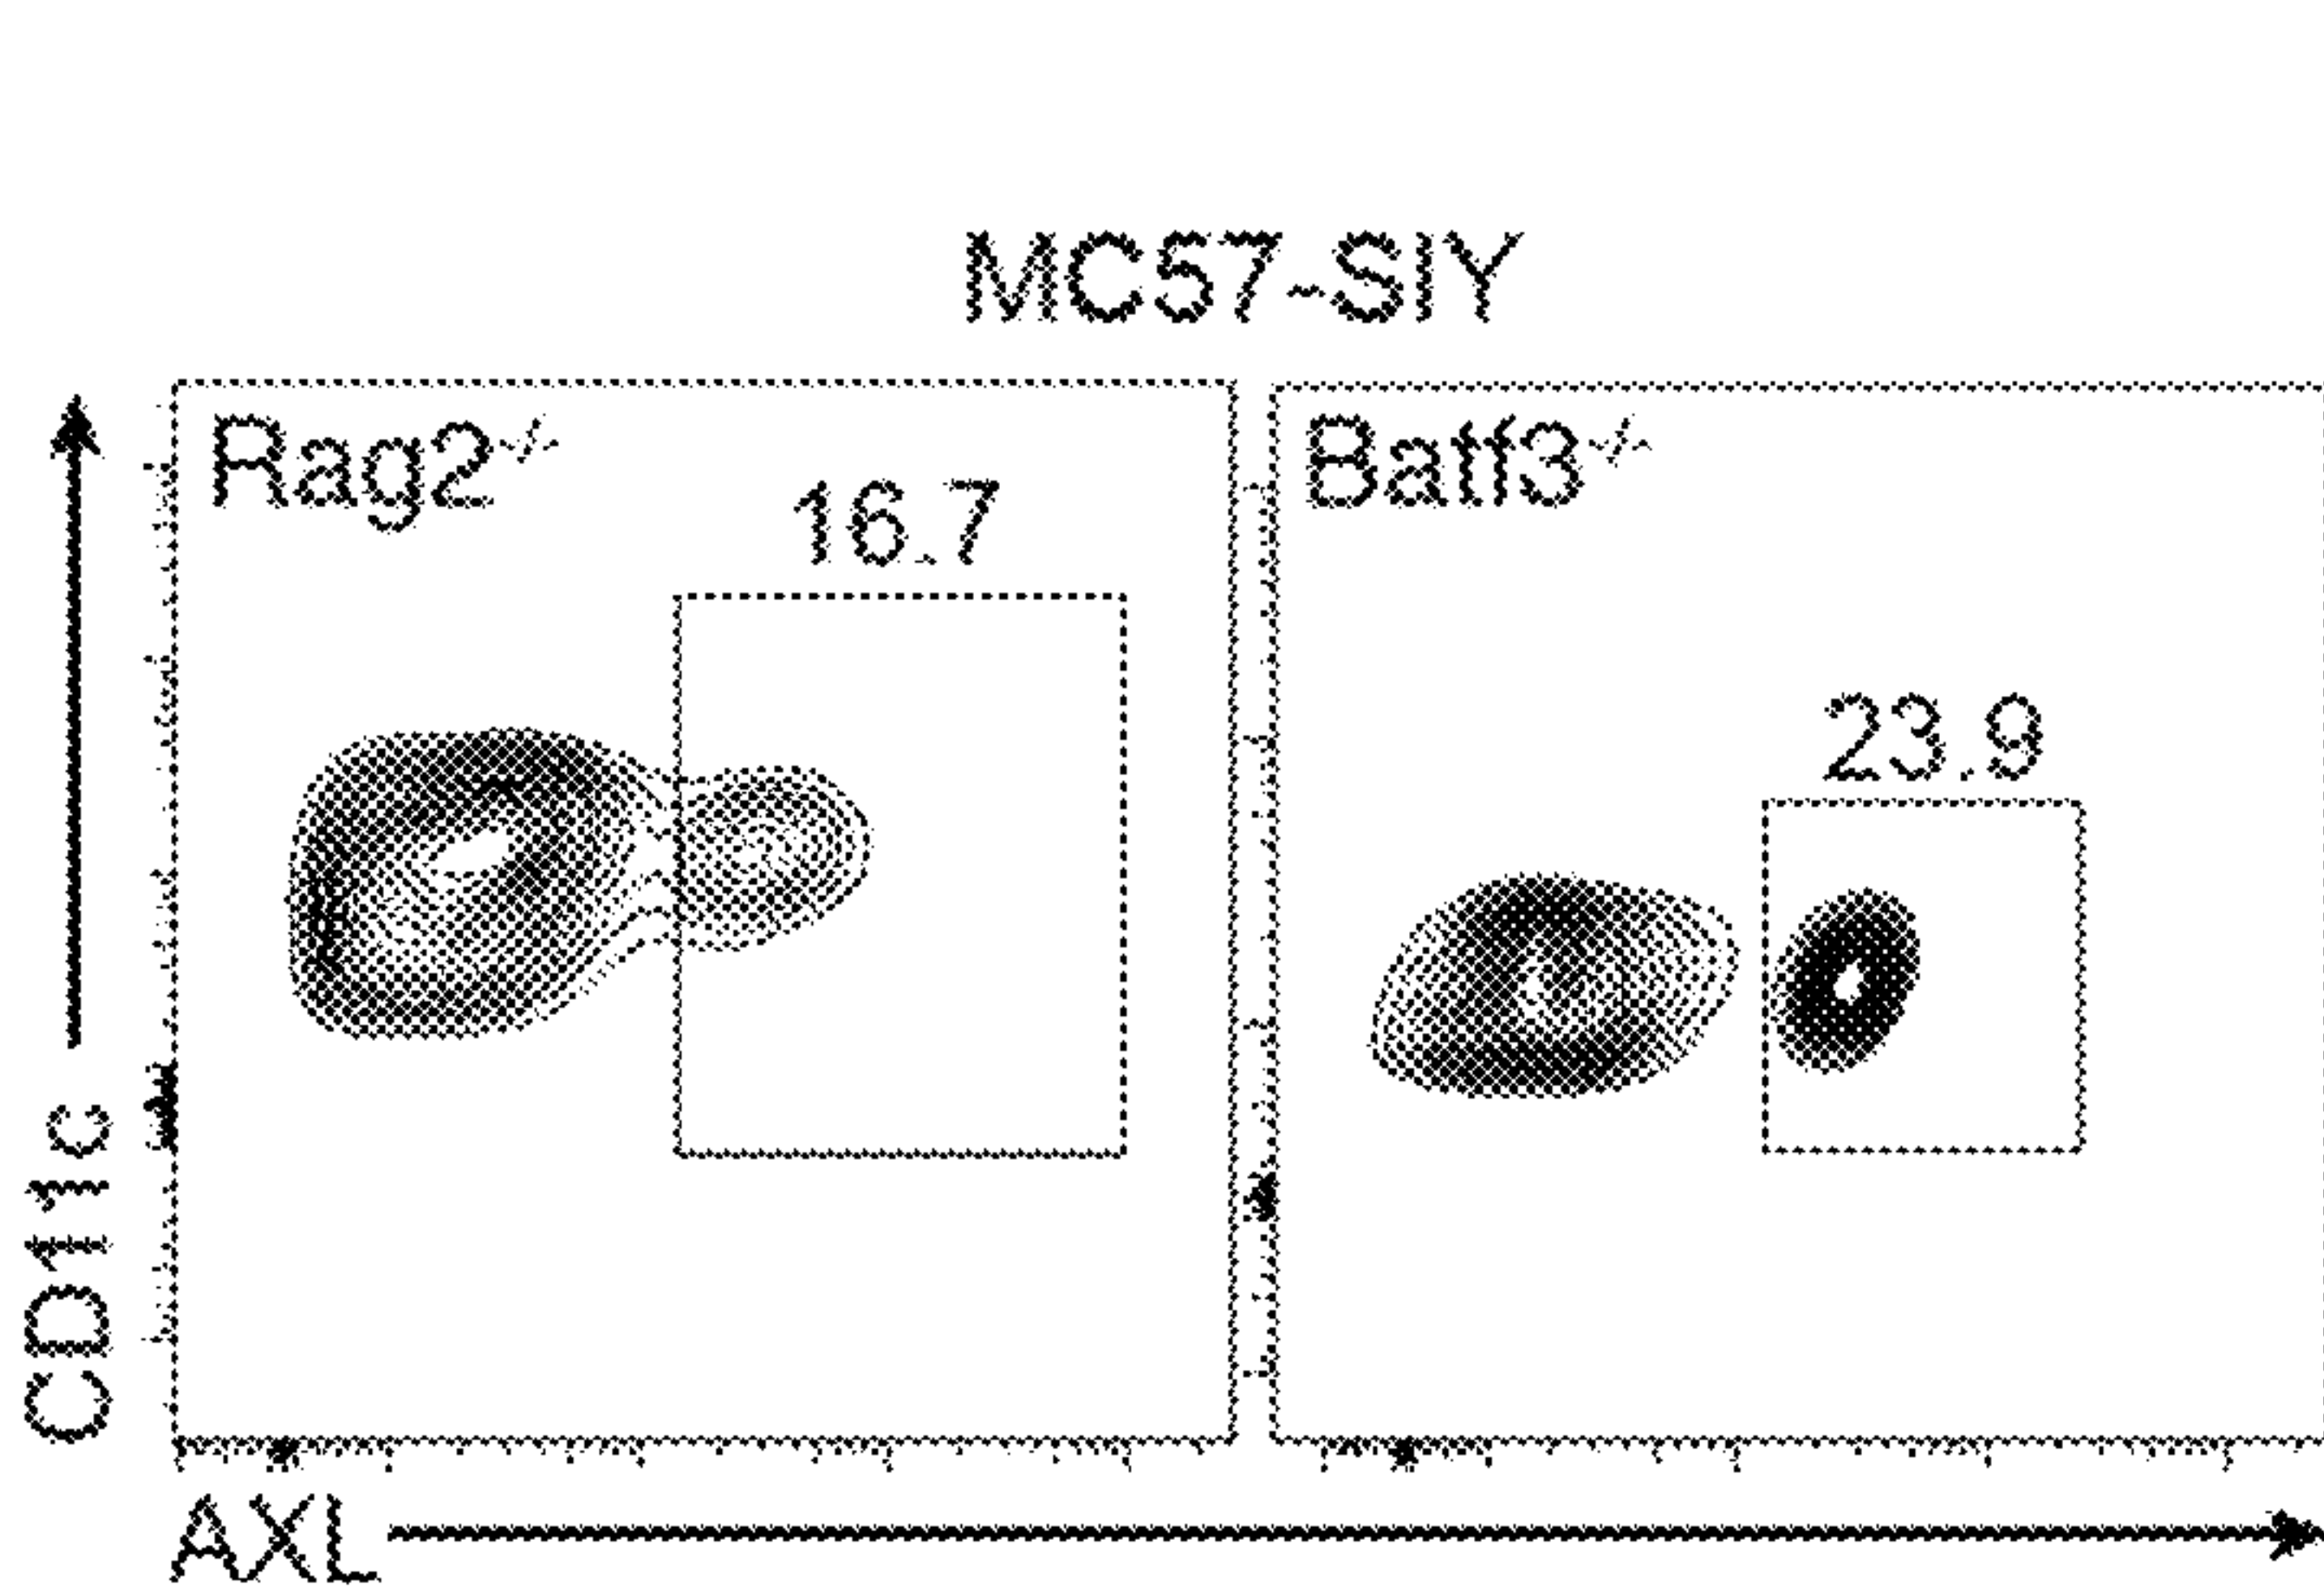 MC57-SIY
Rag2-/-
16.7
Batf3-/-
23.9
CD11c
AXL